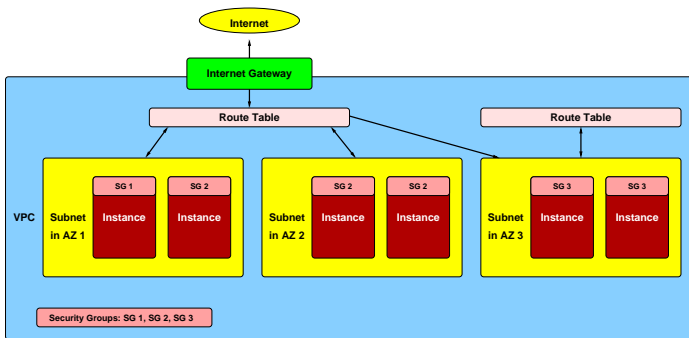 Internet
Internet Gateway
Route Table
Route Table
VPC
Subnet
in AZ 1
SG 1
Instance
SG 2
Instance
Subnet
in AZ 2
SG 2
Instance
SG 2
Instance
Subnet
in AZ 3
SG 3
Instance
SG 3
Instance
Security Groups: SG 1, SG 2, SG 3